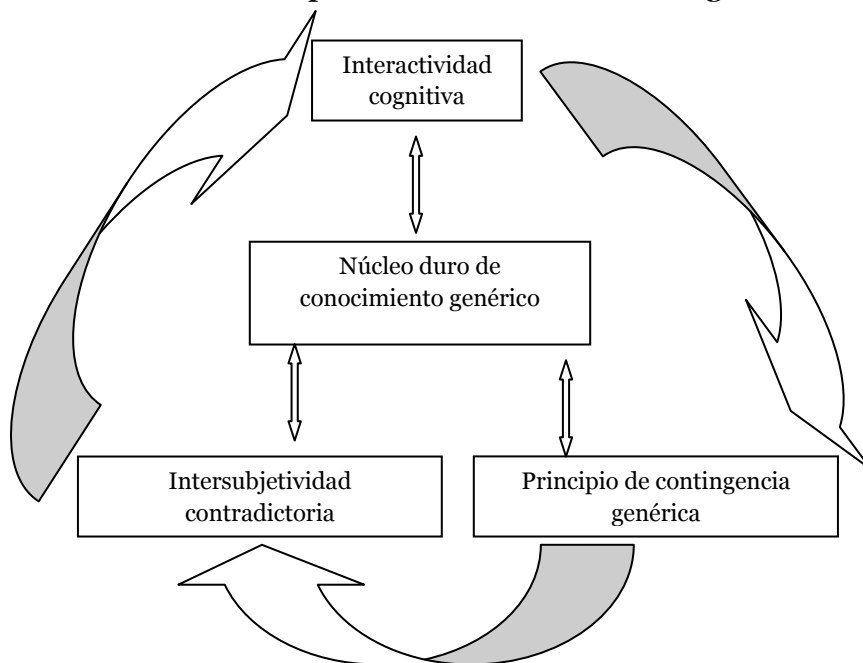 Interactividad
cognitiva
Núcleo duro de
conocimiento genérico
Intersubjetividad
contradictoria
Principio de contingencia
genérica